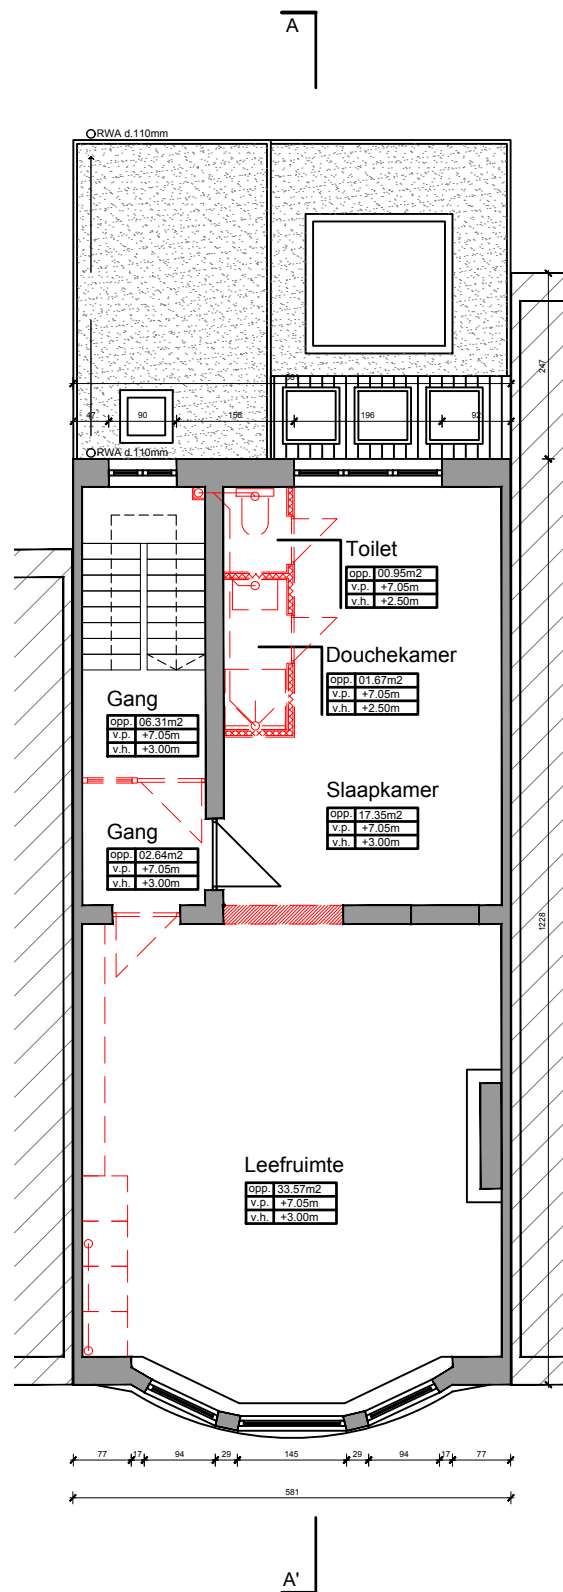 A
RWA d.110mm
247
47
90
156
196
92
RWA d.110mm
Toilet
opp. 00.95m2
v.p. +7.05m
v.h. +2.50m
Douchekamer
opp. 01.67m2
v.p. +7.05m
v.h. +2.50m
Gang
opp. 06.31m2
v.p. +7.05m
v.h. +3.00m
Slaapkamer
opp. 17.35m2
v.p. +7.05m
v.h. +3.00m
Gang
opp. 02.64m2
v.p. +7.05m
v.h. +3.00m
1228
Leefruimte
opp. 33.57m2
v.p. +7.05m
v.h. +3.00m
77 17 94 29 145 29 94 17 77
581
A'